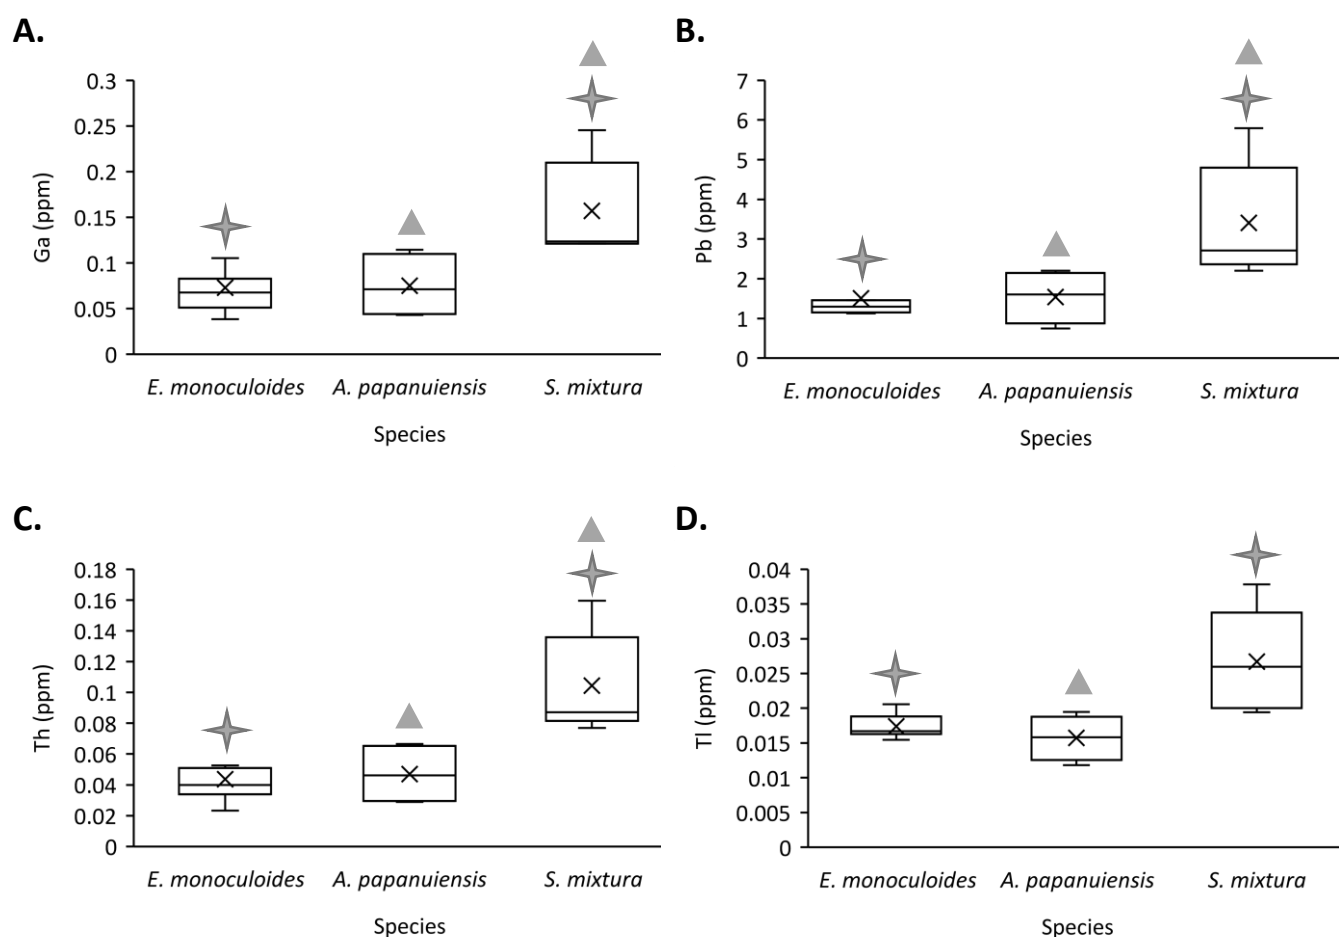 A.
0.3
0.25
0.2
0.15
0.1
0.05
0
Ga (ppm)
E. monoculoides A. papanuiensis S. mixtura
Species
B.
7
6
5
4
3
2
1
0
Pb (ppm)
E. monoculoides A. papanuiensis S. mixtura
Species
C.
0.18
0.16
0.14
0.12
0.1
0.08
0.06
0.04
0.02
0
Th (ppm)
E. monoculoides A. papanuiensis S. mixtura
Species
D.
0.04
0.035
0.03
0.025
0.02
0.015
0.01
0.005
0
Tl (ppm)
E. monoculoides A. papanuiensis S. mixtura
Species